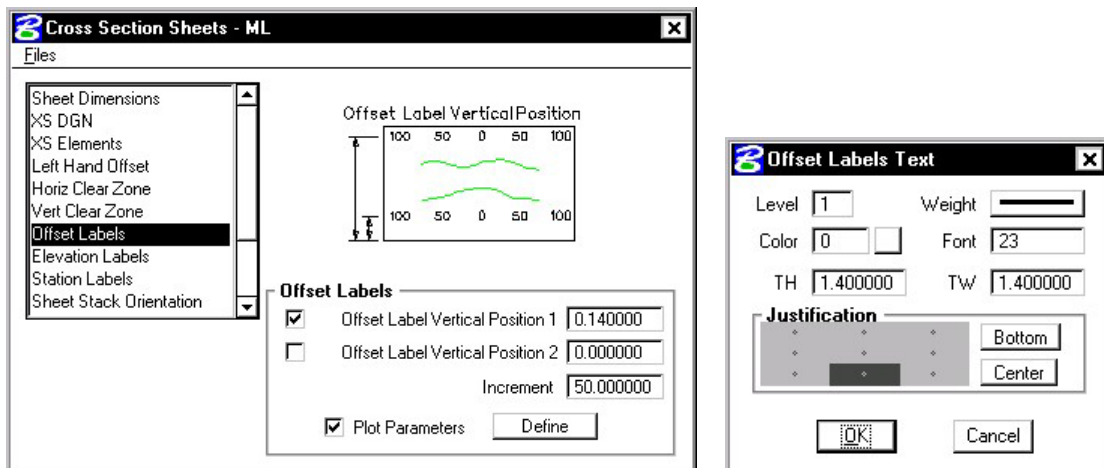 Cross Section Sheets - ML
Files
Sheet Dimensions
XS DGN
XS Elements
Left Hand Offset
Horiz Clear Zone
Vert Clear Zone
Offset Labels
Elevation Labels
Station Labels
Sheet Stack Orientation
Offset Label Vertical Position
100 50 0 50 100
100 50 0 50 100
Offset Labels
Offset Label Vertical Position 1 0.140000
Offset Label Vertical Position 2 0.000000
Increment 50.000000
Plot Parameters Define
Offset Labels Text
Level 1 Weight
Color 0 Font 23
TH 1.400000 TW 1.400000
Justification
Bottom
Center
OK Cancel